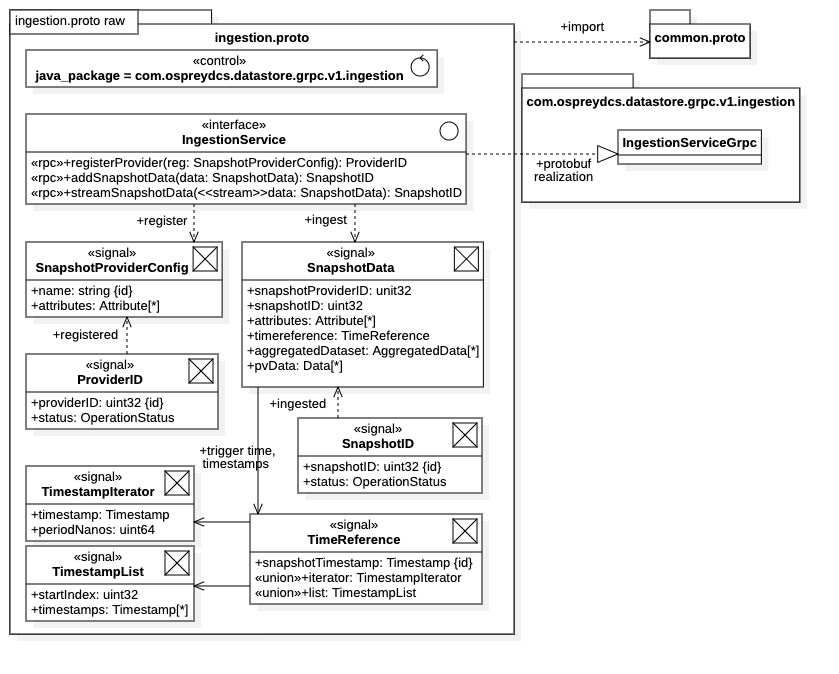 ingestion.proto raw
ingestion.proto
«control»
java_package = com.ospreydcs.datastore.grpc.v1.ingestion
+import
common.proto
com.ospreydcs.datastore.grpc.v1.ingestion
IngestionServiceGrpc
+protobuf
realization
«interface»
IngestionService
«rpc»+registerProvider(reg: SnapshotProviderConfig): ProviderID
«rpc»+addSnapshotData(data: SnapshotData): SnapshotID
«rpc»+streamSnapshotData(<<stream>>data: SnapshotData): SnapshotID
+register
+ingest
«signal»
SnapshotProviderConfig
+name: string {id}
+attributes: Attribute[*]
«signal»
SnapshotData
+snapshotProviderID: unit32
+snapshotID: uint32
+attributes: Attribute[*]
+timereference: TimeReference
+aggregatedDataset: AggregatedData[*]
+pvData: Data[*]
+registered
«signal»
ProviderID
+providerID: uint32 {id}
+status: OperationStatus
+ingested
«signal»
SnapshotID
+snapshotID: uint32 {id}
+status: OperationStatus
+trigger time,
timestamps
«signal»
TimestampIterator
+timestamp: Timestamp
+periodNanos: uint64
«signal»
TimestampList
+startIndex: uint32
+timestamps: Timestamp[*]
«signal»
TimeReference
+snapshotTimestamp: Timestamp {id}
«union»+iterator: TimestampIterator
«union»+list: TimestampList